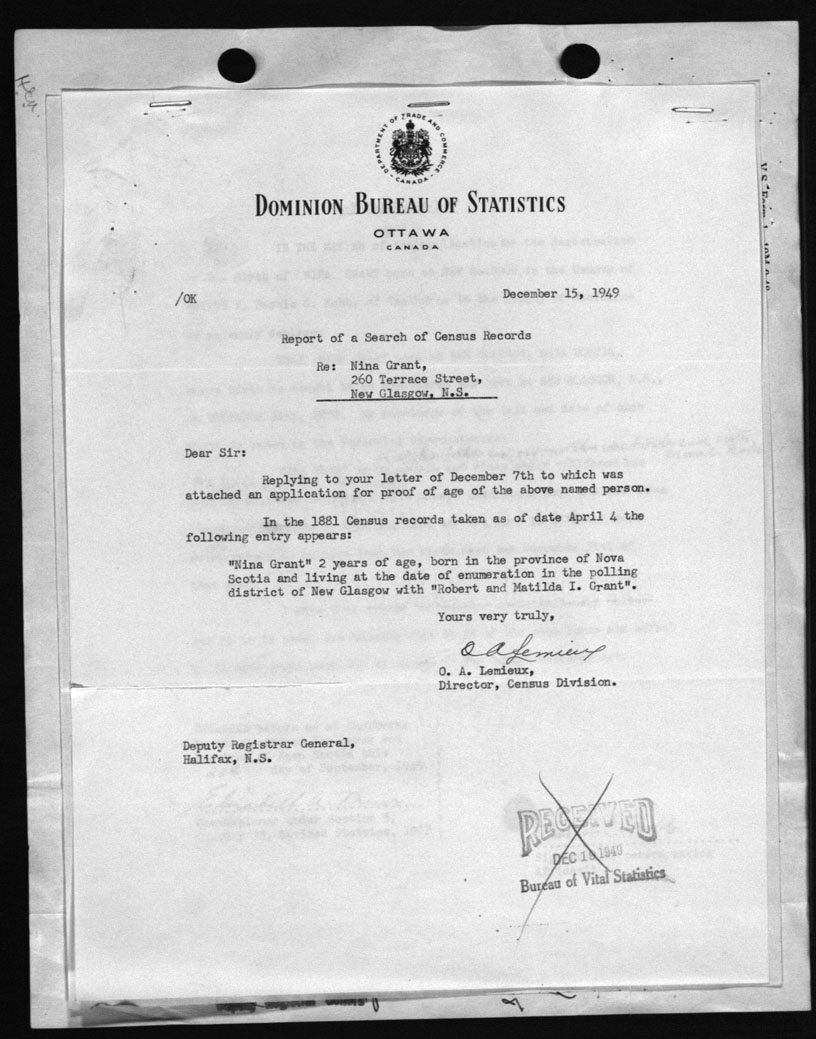 DEPARTMENT OF TRADE AND COMMERCE
CANADA
DOMINION BUREAU OF STATISTICS
OTTAWA
CANADA
/OK
December 15, 1949
Report of a Search of Census Records
Re: Nina Grant,
260 Terrace Street,
New Glasgow, N.S.
Dear Sir:
Replying to your letter of December 7th to which was
attached an application for proof of age of the above named person.
In the 1881 Census records taken as of date April 4 the
following entry appears:
"Nina Grant" 2 years of age, born in the province of Nova
Scotia and living at the date of enumeration in the polling
district of New Glasgow with "Robert and Matilda I. Grant".
Yours very truly,
O A Lemieux
O. A. Lemieux,
Director, Census Division.
Deputy Registrar General,
Halifax, N.S.
RECEIVED
DEC 1 1949
Bureau of Vital Statistics